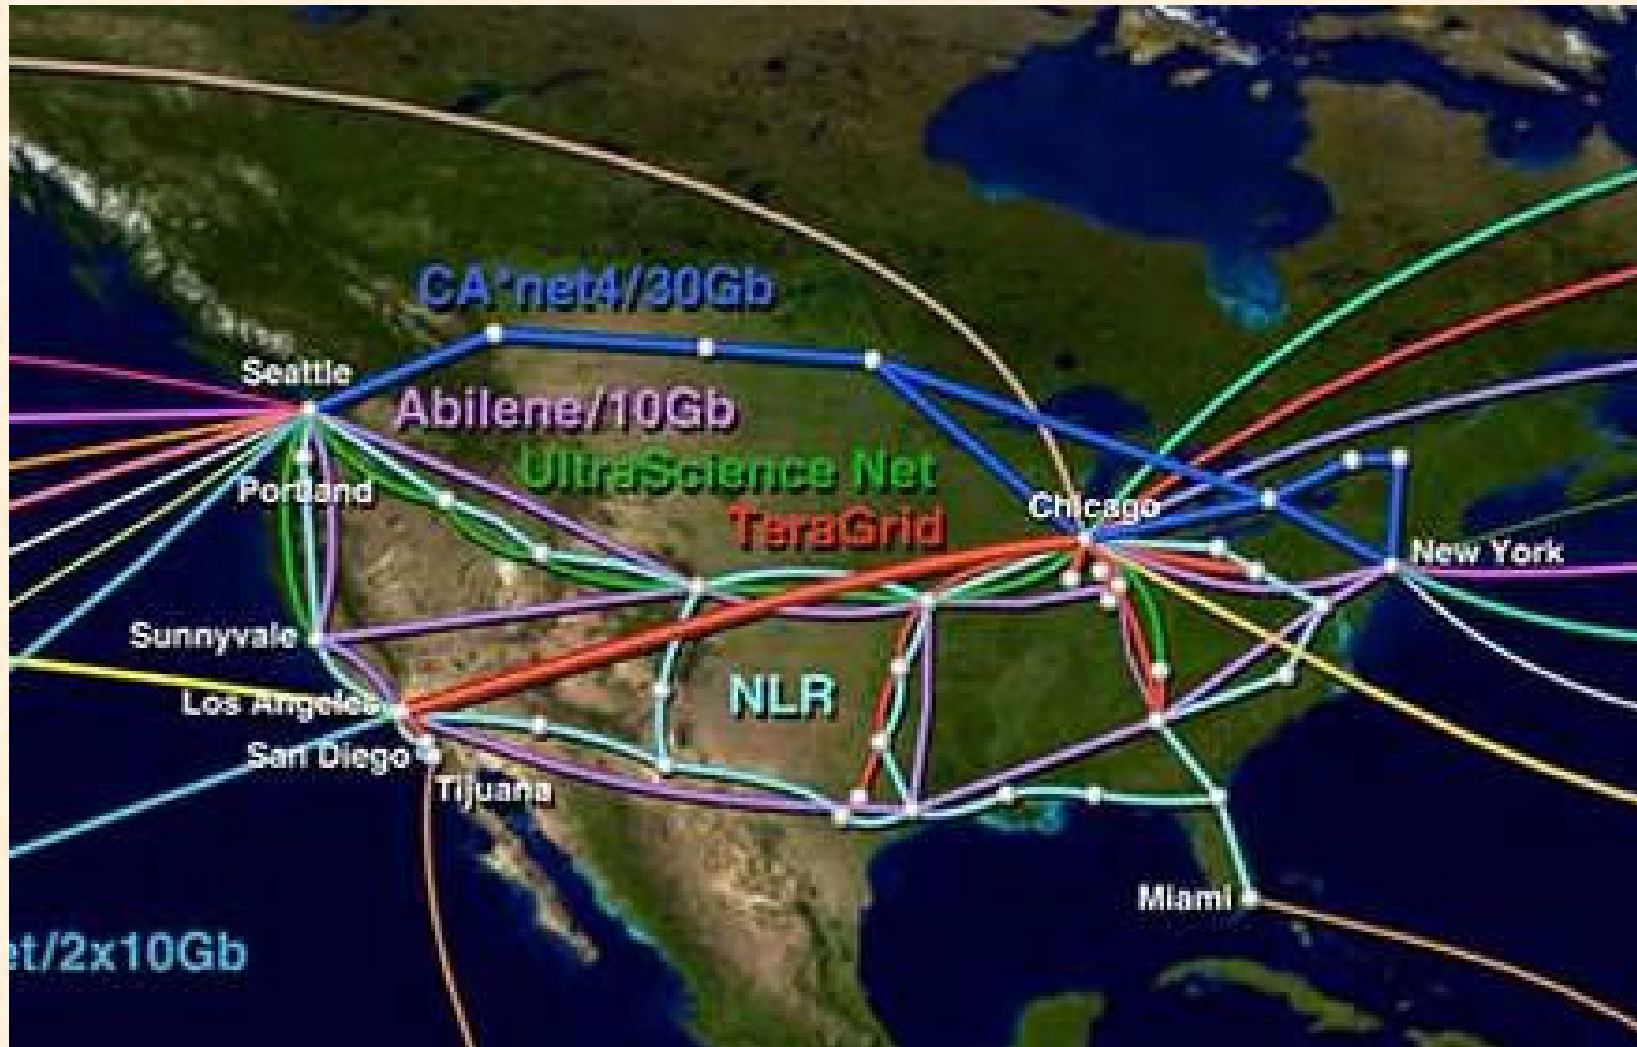 CA*net4/30Gb
Seattle
Abilene/10Gb
UltraScience Net
Portland
TeraGrid
Chicago
New York
Sunnyvale
NLR
Los Angeles
San Diego
Tijuana
Miami
et/2x10Gb